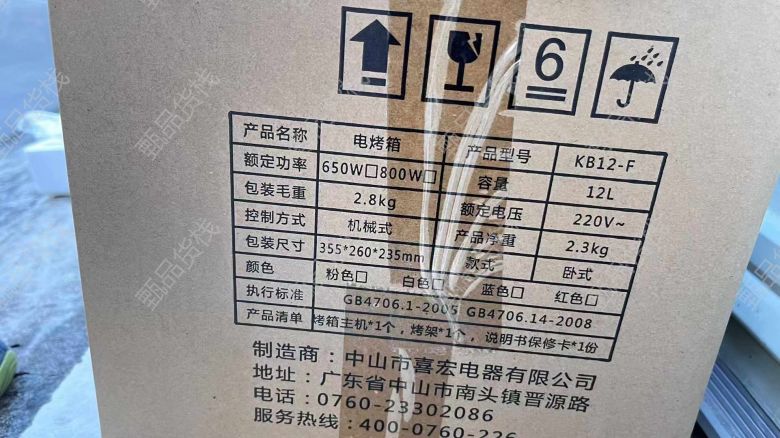 6
产品名称 电烤箱 产品型号 KB12-F
额定功率 650W□800W□ 容量 12L
包装毛重 2.8kg 额定电压 220V~
控制方式 机械式 产品净重 2.3kg
包装尺寸 355*260*235mm 款式 卧式
颜色 粉色□ 白色□ 蓝色□ 红色□
执行标准 GB4706.1-2005 GB4706.14-2008
产品清单 烤箱主机*1个，烤架*1个，说明书保修卡*1份
制造商：中山市喜宏电器有限公司
地址：广东省中山市南头镇晋源路
电话：0760-23302086
服务热线：400-0760-226
甄品货栈